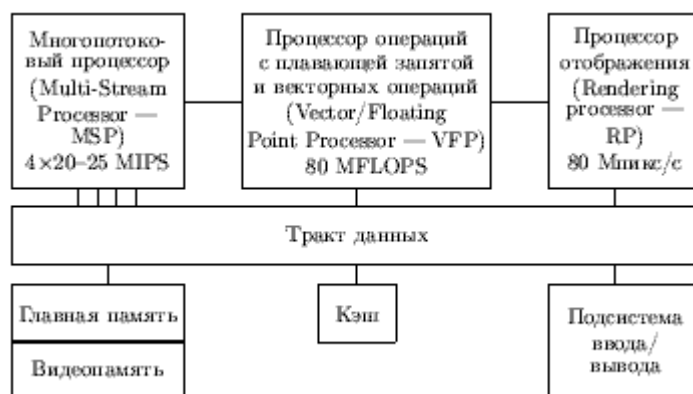 Многопотоко-
вый процессор
(Multi-Stream
Processor —
MSP)
4×20–25 MIPS
Процессор операций
с плавающей запятой
и векторных операций
(Vector/Floating
Point Processor — VFP)
80 MFLOPS
Процессор
отображения
(Rendering
processor —
RP)
80 Мпикс/с
Тракт данных
Главная память
Видеопамять
Кэш
Подсистема
ввода/
вывода